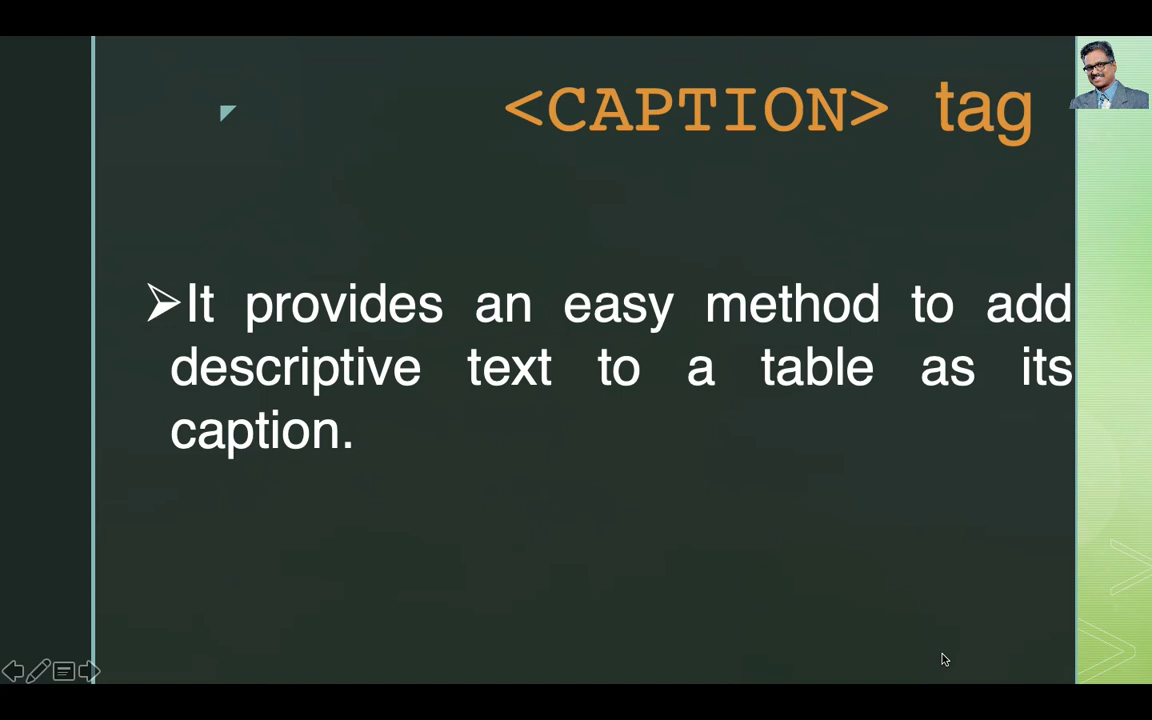 <CAPTION> tag
It provides an easy method to add
descriptive text to a table as its
caption.